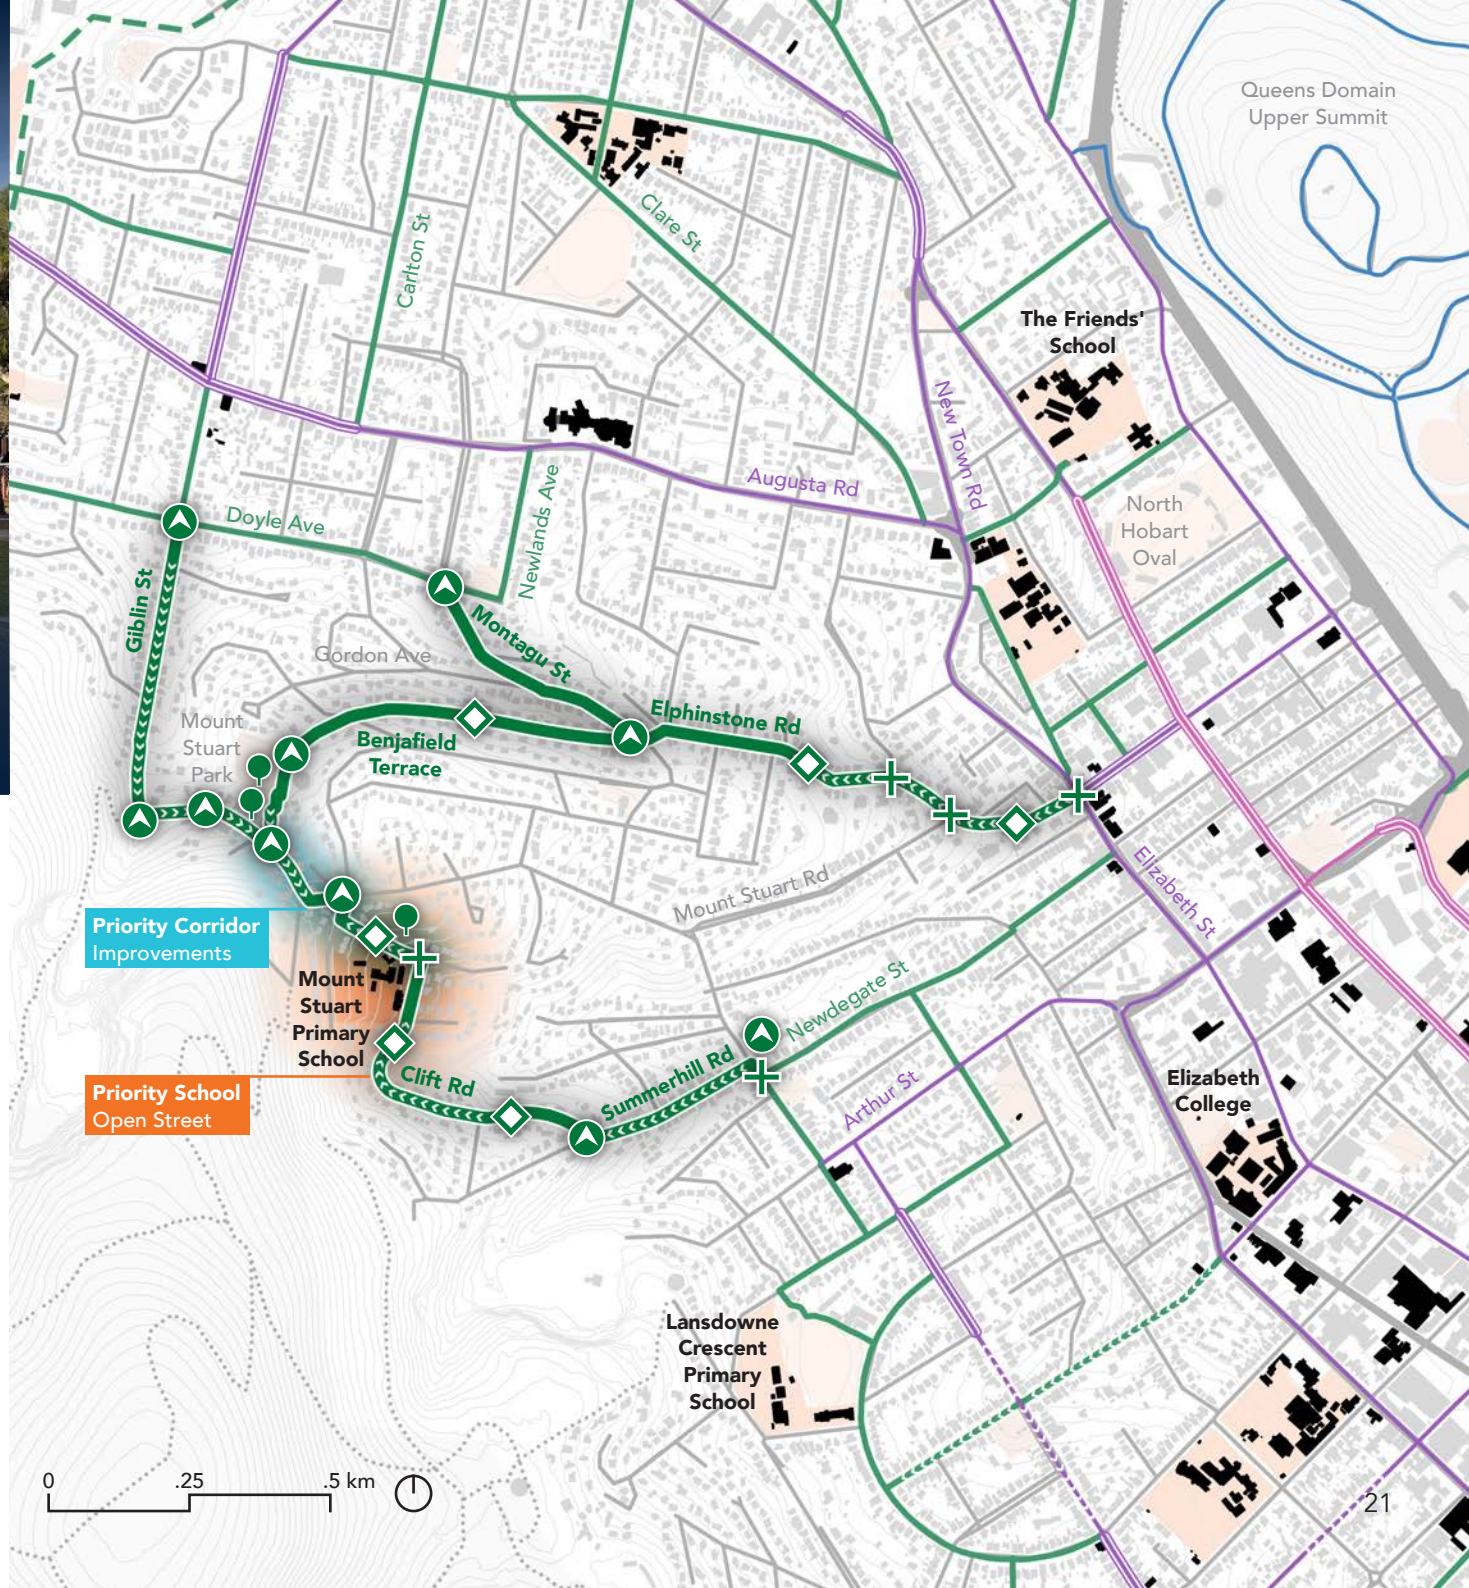 Queens Domain
Upper Summit
Clare St
Carlton St
The Friends'
School
New Town Rd
Augusta Rd
Newlands Ave
North
Hobart
Oval
Doyle Ave
Giblin St
Montagu St
Gordon Ave
Elphinstone Rd
Mount
Stuart
Park
Benjafield
Terrace
Mount Stuart Rd
Elizabeth St
Priority Corridor
Improvements
Mount
Stuart
Primary
School
Newdegate St
Priority School
Open Street
Clift Rd
Summerhill Rd
Arthur St
Elizabeth
College
Lansdowne
Crescent
Primary
School
0 .25 .5 km
21